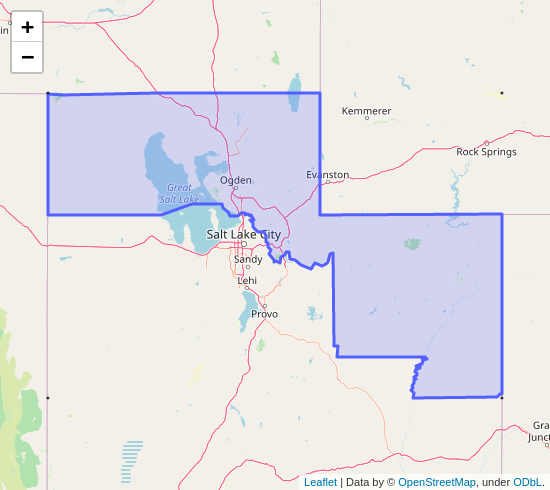 +
−
in
Kemmerer
Rock Springs
Evanston
Ogden
Great
Salt Lake
Salt Lake City
Sandy
Lehi
Provo
Gra
Junct
Leaflet | Data by © OpenStreetMap, under ODbL.